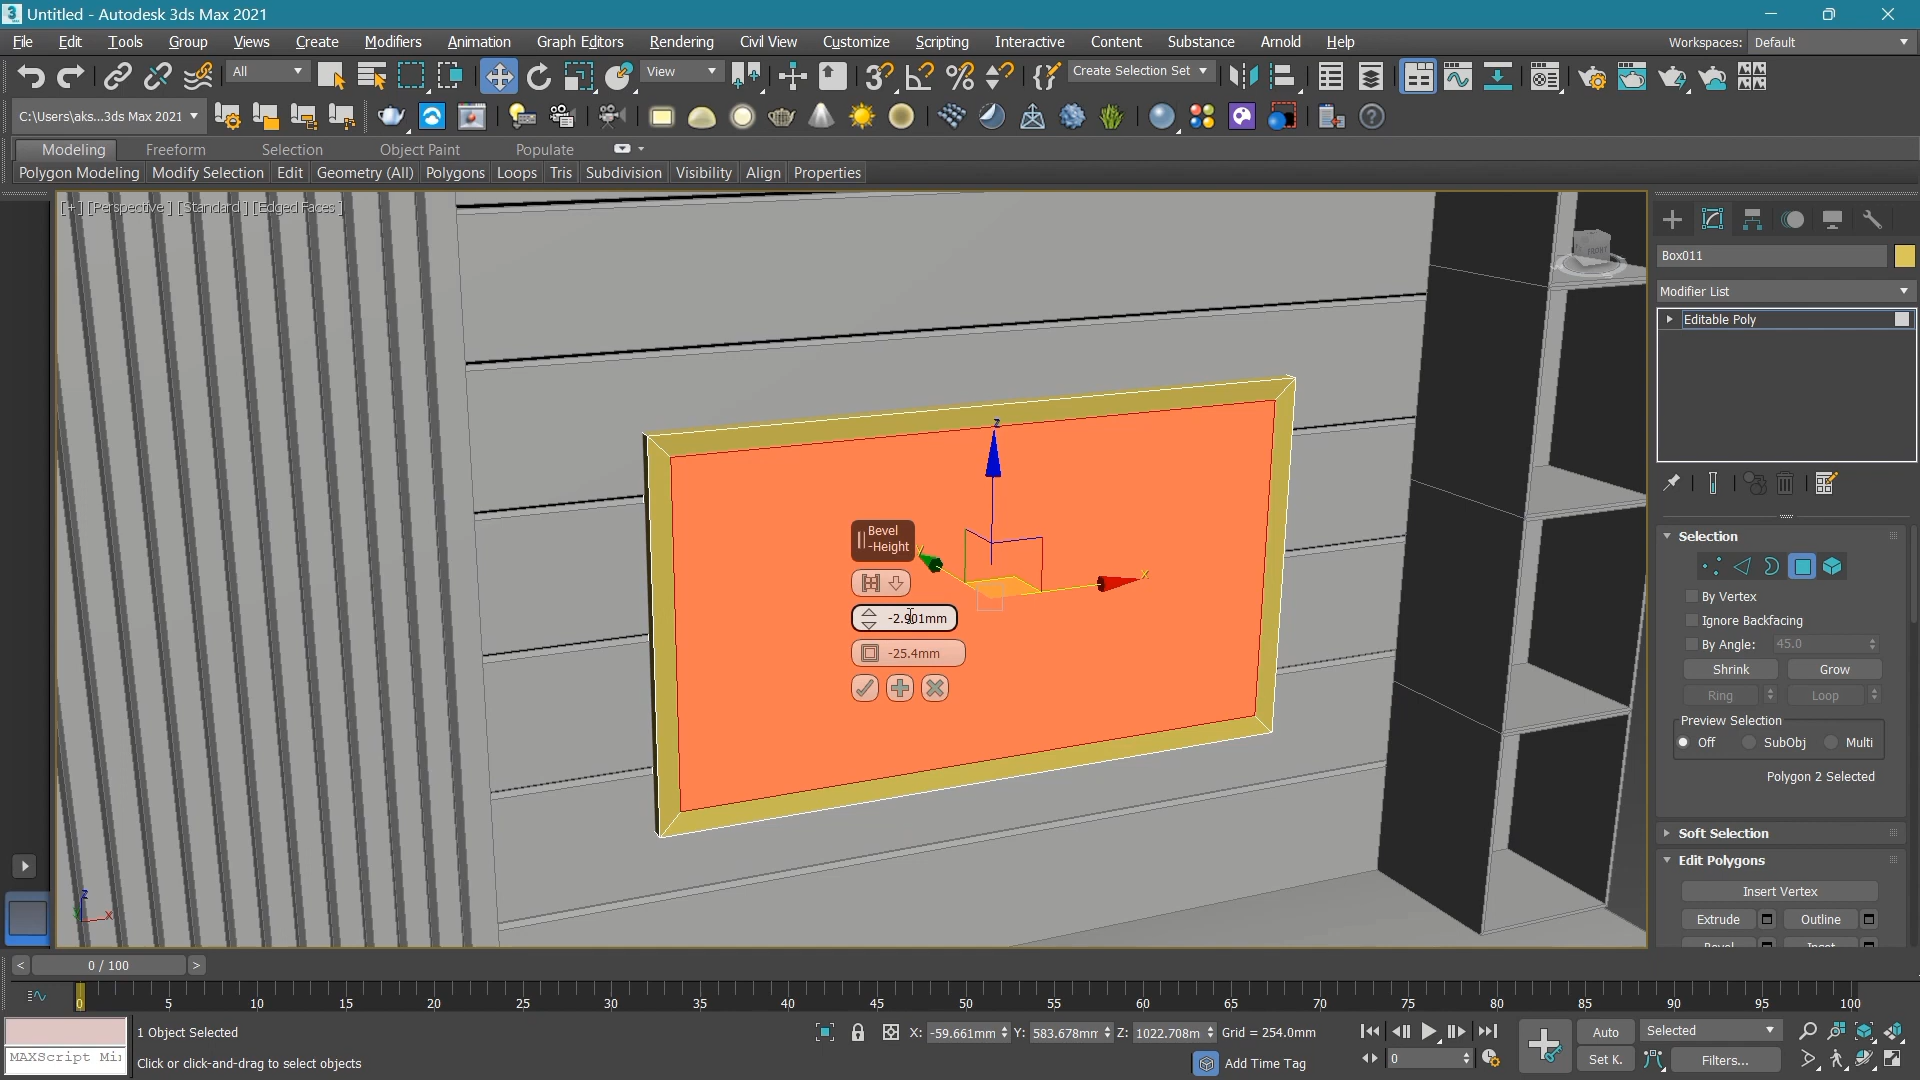 Untitled - Autodesk 3ds Max 2021
File Edit Tools Group Views Create Modifiers Animation Graph Editors Rendering Civil View Customize Scripting Interactive Content Substance Arnold Help Workspaces: Default
All View Create Selection Set
C:\Users\aks...3ds Max 2021
Modeling Freeform Selection Object Paint Populate
Polygon Modeling Modify Selection Edit Geometry (All) Polygons Loops Tris Subdivision Visibility Align Properties
[+] [Perspective] [Standard] [Edged Faces]
FRONT
Box011
Modifier List
Editable Poly
z
Bevel
-Height
y
x
-2.901mm
-25.4mm
Selection
By Vertex
Ignore Backfacing
By Angle: 45.0
Shrink Grow
Ring Loop
Preview Selection
Off SubObj Multi
Polygon 2 Selected
Soft Selection
Edit Polygons
Insert Vertex
Extrude Outline
Bevel Inset
z
y
x
< 0 / 100 >
0 5 10 15 20 25 30 35 40 45 50 55 60 65 70 75 80 85 90 95 100
1 Object Selected
X: -59.661mm Y: 583.678mm Z: 1022.708m Grid = 254.0mm
Auto Selected
MAXScript Mi
Click or click-and-drag to select objects
Add Time Tag
0
Set K. Filters...